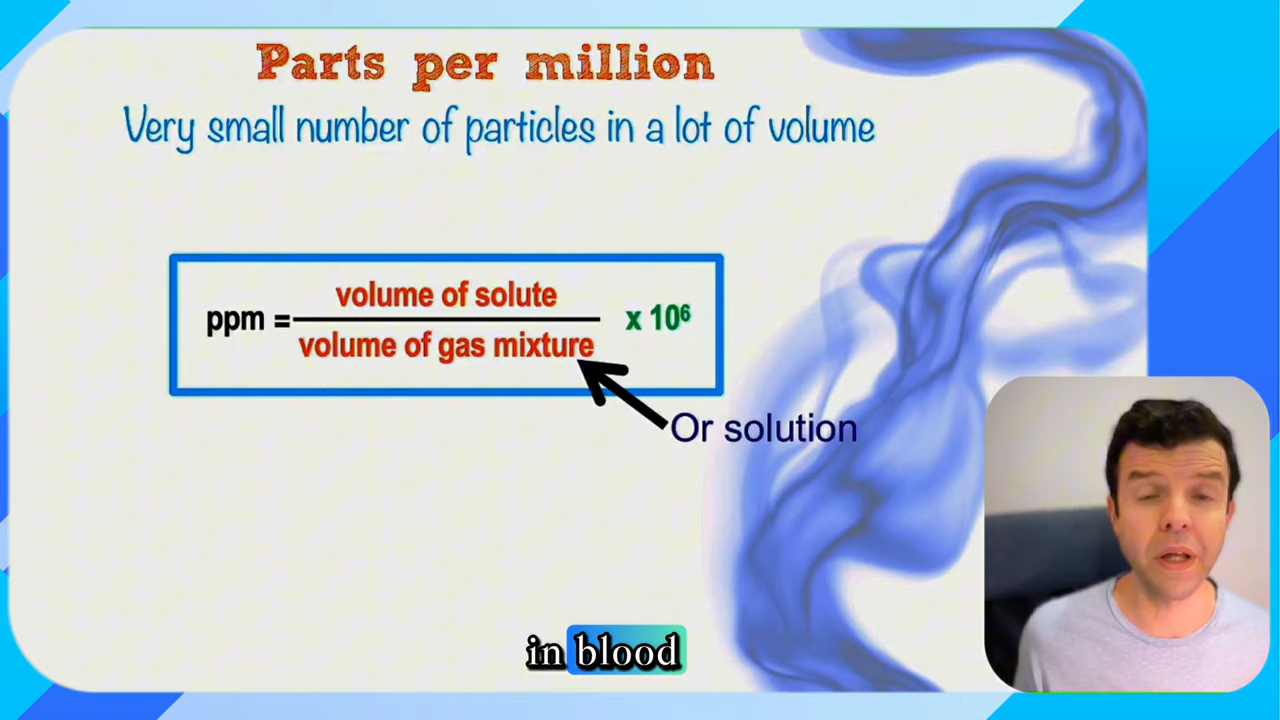 Parts per million
Very small number of particles in a lot of volume
volume of solute
ppm = x 10⁶
volume of gas mixture
Or solution
in blood